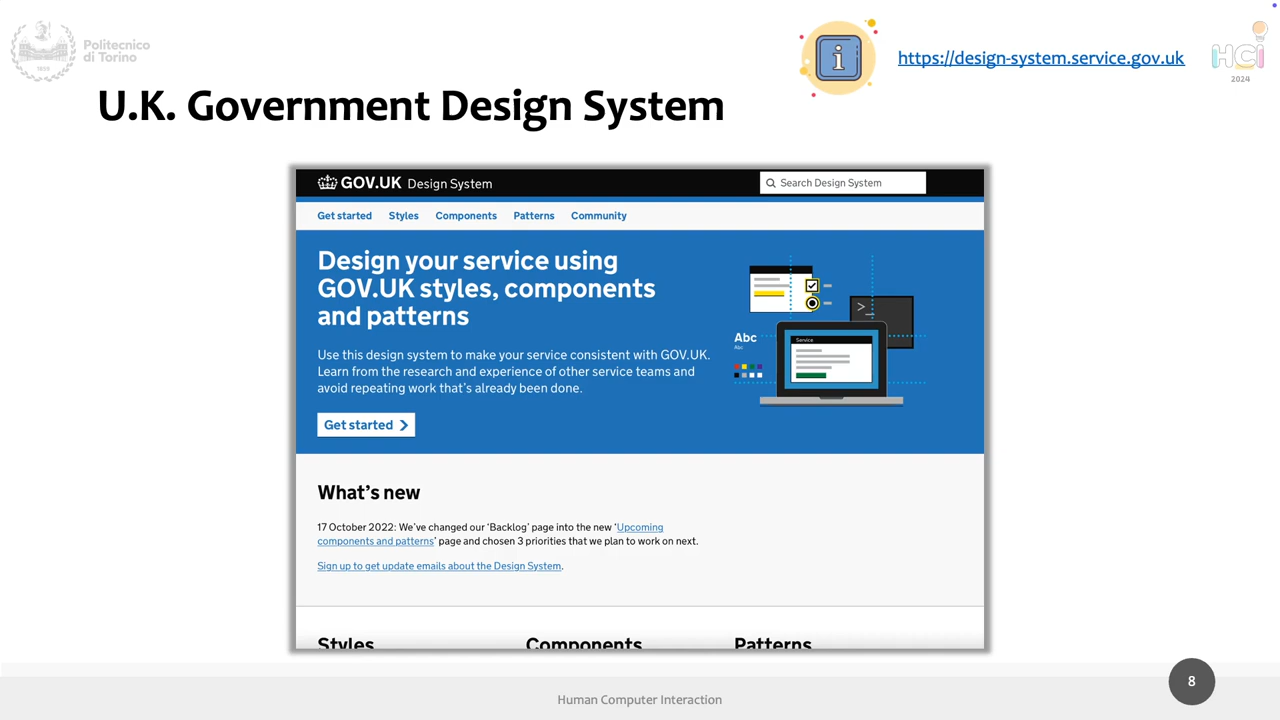 Politecnico
di Torino
1859
https://design-system.service.gov.uk
HCI
2024
U.K. Government Design System
GOV.UK Design System
Search Design System
Get started Styles Components Patterns Community
Design your service using
GOV.UK styles, components
and patterns
Use this design system to make your service consistent with GOV.UK.
Learn from the research and experience of other service teams and
avoid repeating work that's already been done.
Get started
>_
Abc
Abc
Service
What's new
17 October 2022: We've changed our 'Backlog' page into the new 'Upcoming
components and patterns' page and chosen 3 priorities that we plan to work on next.
Sign up to get update emails about the Design System.
Styles Components Patterns
Human Computer Interaction
8